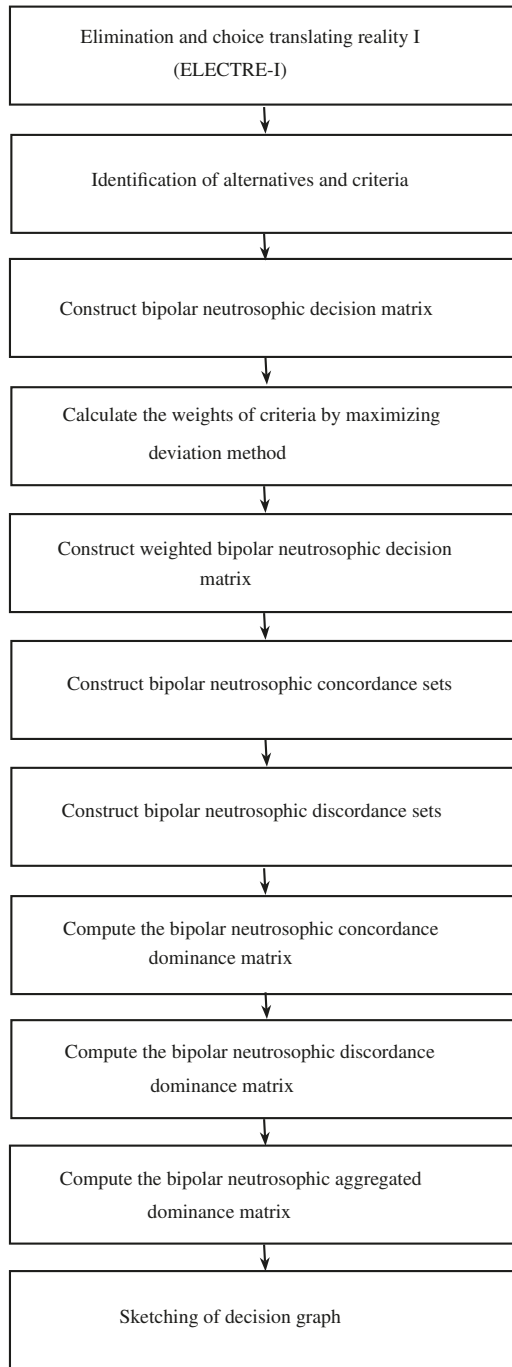 Elimination and choice translating reality I
(ELECTRE-I)
Identification of alternatives and criteria
Construct bipolar neutrosophic decision matrix
Calculate the weights of criteria by maximizing
deviation method
Construct weighted bipolar neutrosophic decision
matrix
Construct bipolar neutrosophic concordance sets
Construct bipolar neutrosophic discordance sets
Compute the bipolar neutrosophic concordance
dominance matrix
Compute the bipolar neutrosophic discordance
dominance matrix
Compute the bipolar neutrosophic aggregated
dominance matrix
Sketching of decision graph